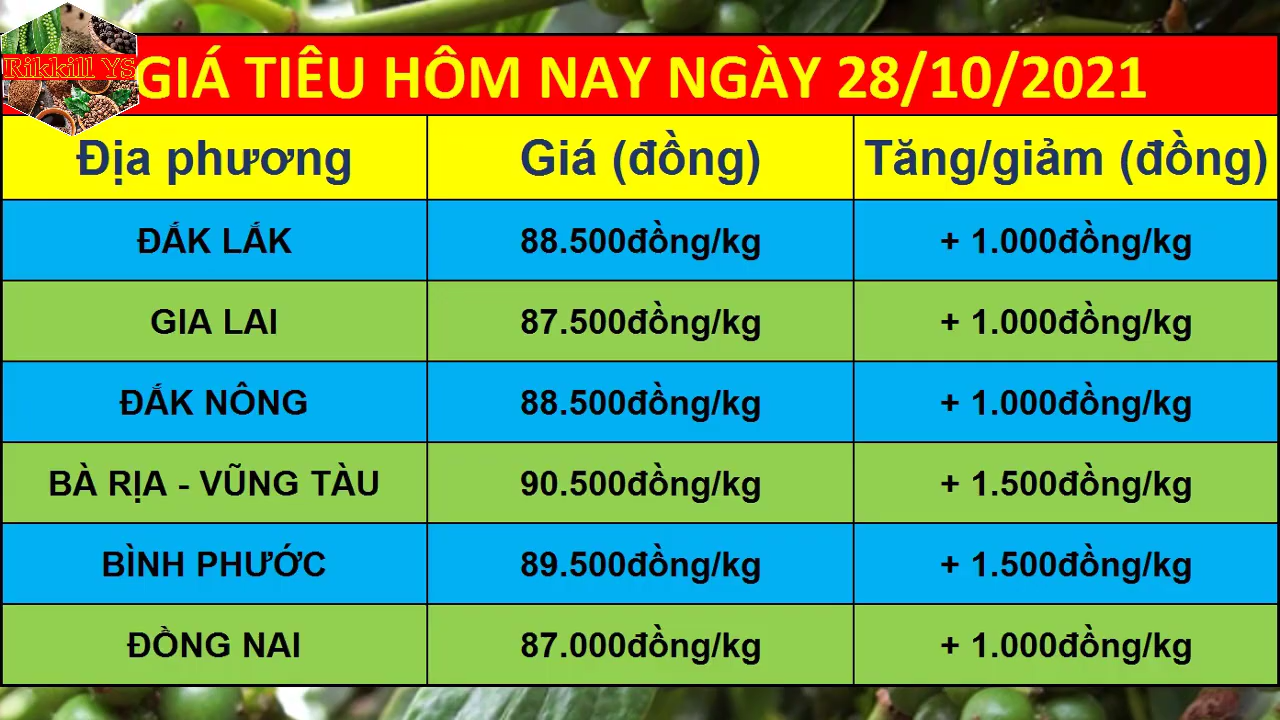 Rikkill YS
GIÁ TIÊU HÔM NAY NGÀY 28/10/2021
Địa phương Giá (đồng) Tăng/giảm (đồng)
ĐẮK LẮK 88.500đồng/kg + 1.000đồng/kg
GIA LAI 87.500đồng/kg + 1.000đồng/kg
ĐẮK NÔNG 88.500đồng/kg + 1.000đồng/kg
BÀ RỊA - VŨNG TÀU 90.500đồng/kg + 1.500đồng/kg
BÌNH PHƯỚC 89.500đồng/kg + 1.500đồng/kg
ĐỒNG NAI 87.000đồng/kg + 1.000đồng/kg